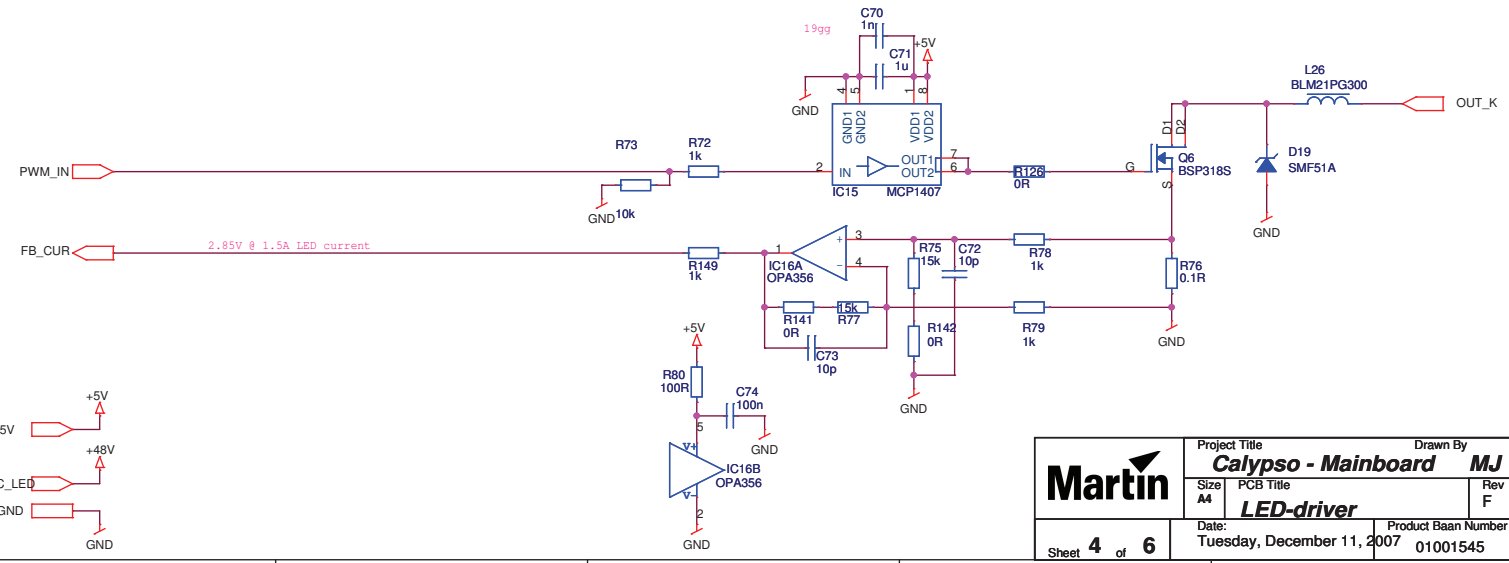 C70
1n
19gg
+5V
C71
1u
GND
4
5
1
8
GND1
GND2
VDD1
VDD2
L26
BLM21PG300
OUT_K
D1
D2
R73
R72
1k
PWM_IN
2
IN
OUT1
OUT2
7
6
R126
0R
G
Q6
BSP318S
S
D19
SMF51A
IC15
MCP1407
GND
10k
GND
FB_CUR
2.85V @ 1.5A LED current
R149
1k
1
IC16A
OPA356
+
3
-
4
R75
15k
C72
10p
R78
1k
R76
0.1R
R141
0R
15k
R77
R142
0R
R79
1k
GND
C73
10p
GND
+5V
R80
100R
C74
100n
5
GND
V+
IC16B
OPA356
V-
2
GND
+5V
5V
+48V
C_LED
GND
GND
Martin
Project Title
Drawn By
Calypso - Mainboard MJ
Size
A4
PCB Title
LED-driver
Rev
F
Date:
Tuesday, December 11, 2007
Product Baan Number
01001545
Sheet 4 of 6